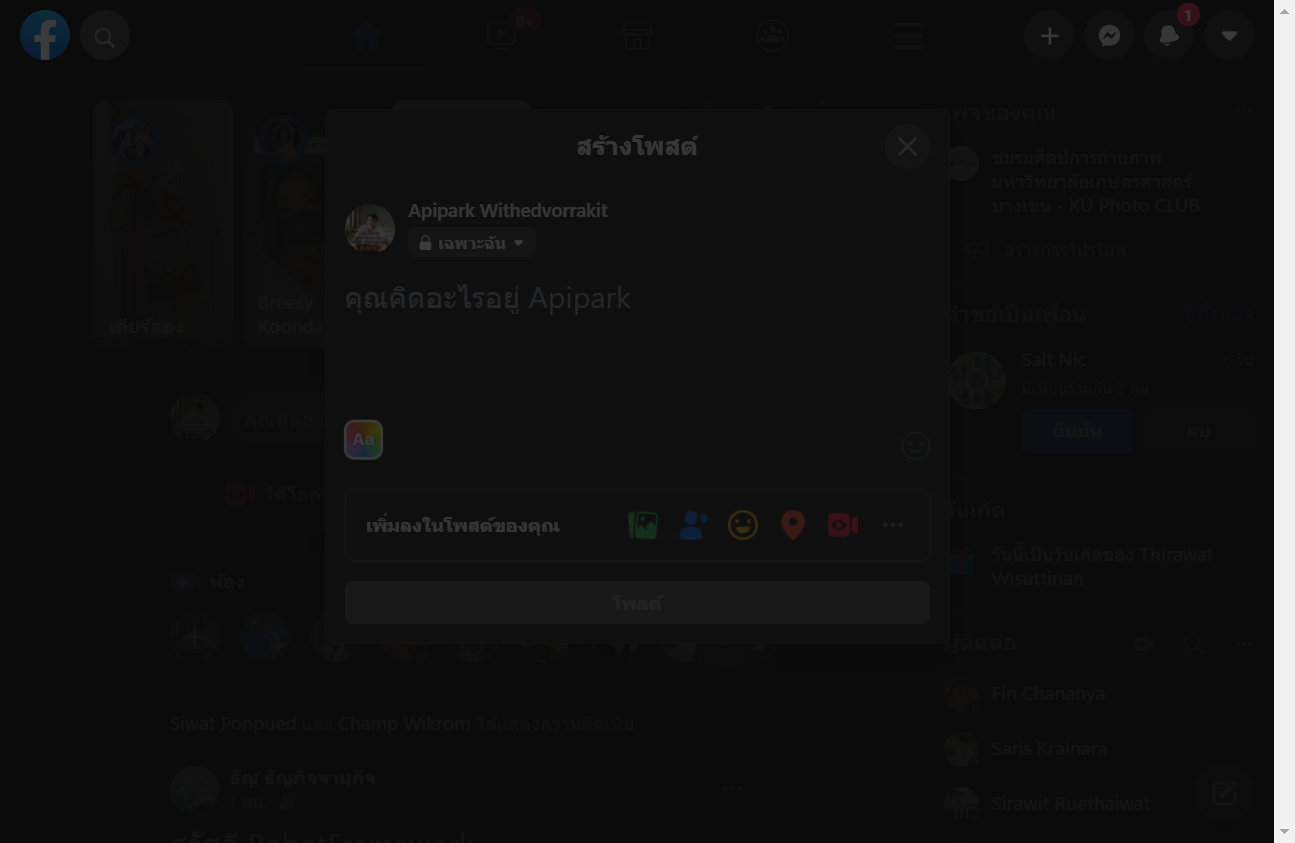 9+
1
สร้างโพสต์
Apipark Withedvorrakit
เฉพาะฉัน
คุณคิดอะไรอยู่ Apipark
Aa
เพิ่มลงในโพสต์ของคุณ
โพสต์
เดียร์ตอง
Breesy
Koonda
คุณคิดอะ
วิดีโอถ่า
ห้อง
Siwat Ponpued และ Champ Wikrom ได้แสดงความคิดเห็น
ธัญ ธัญกิจจานุกิจ
1 ชม.
เพจของคุณ
ชมรมศิลปการถ่ายภาพ
มหาวิทยาลัยเกษตรศาสตร์
บางเขน - KU Photo CLUB
สร้างการโปรโมท
คำขอเป็นเพื่อน
ดูทั้งหมด
Salt Nic
6 วัน
มีเพื่อนร่วมกัน 2 คน
ยืนยัน
ลบ
วันเกิด
วันนี้เป็นวันเกิดของ Thirawat
Wisuttinan
ผู้ติดต่อ
Fin Chananya
Saris Krainara
Sirawit Ruethaiwat